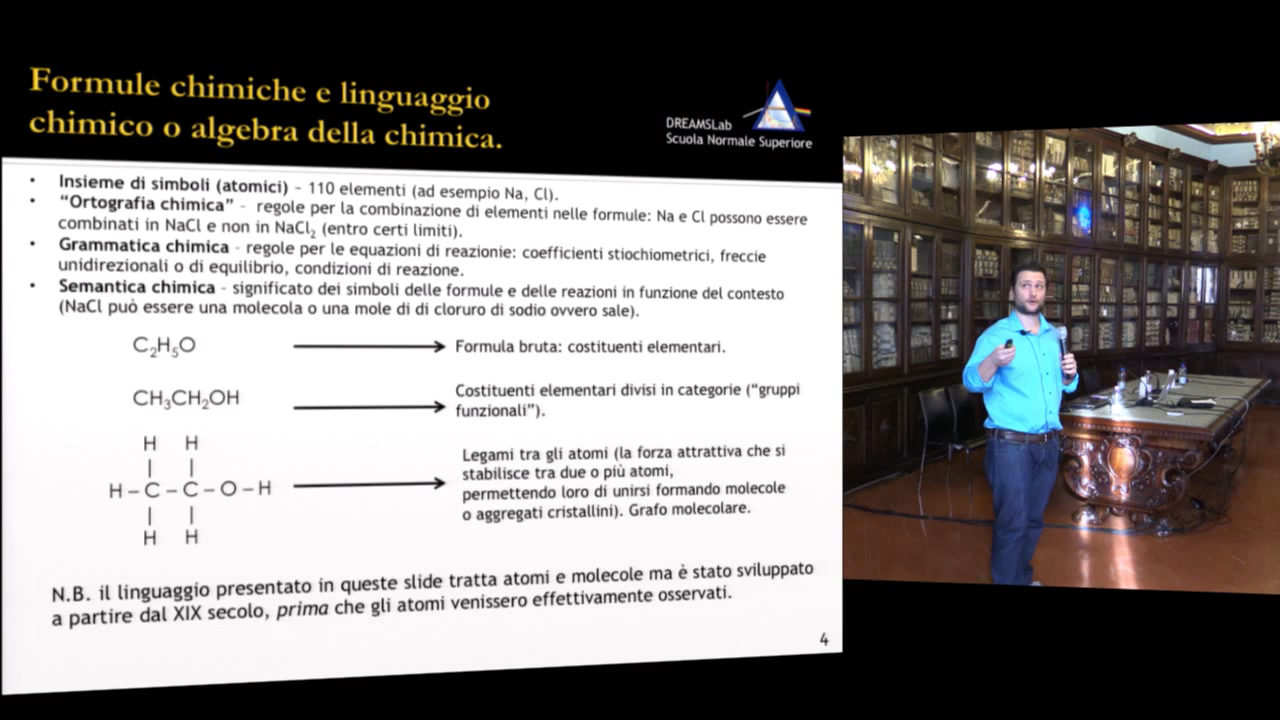 Formule chimiche e linguaggio
chimico o algebra della chimica.
DREAMSLab
Scuola Normale Superiore
• Insieme di simboli (atomici) – 110 elementi (ad esempio Na, Cl).
• “Ortografia chimica” – regole per la combinazione di elementi nelle formule: Na e Cl possono essere
combinati in NaCl e non in NaCl₂ (entro certi limiti).
• Grammatica chimica – regole per le equazioni di reazionie: coefficienti stiochiometrici, freccie
unidirezionali o di equilibrio, condizioni di reazione.
• Semantica chimica – significato dei simboli delle formule e delle reazioni in funzione del contesto
(NaCl può essere una molecola o una mole di di cloruro di sodio ovvero sale).
C₂H₅O
Formula bruta: costituenti elementari.
CH₃CH₂OH
Costituenti elementari divisi in categorie (“gruppi
funzionali”).
H H
H – C – C – O – H
H H
Legami tra gli atomi (la forza attrattiva che si
stabilisce tra due o più atomi,
permettendo loro di unirsi formando molecole
o aggregati cristallini). Grafo molecolare.
N.B. il linguaggio presentato in queste slide tratta atomi e molecole ma è stato sviluppato
a partire dal XIX secolo, prima che gli atomi venissero effettivamente osservati.
4